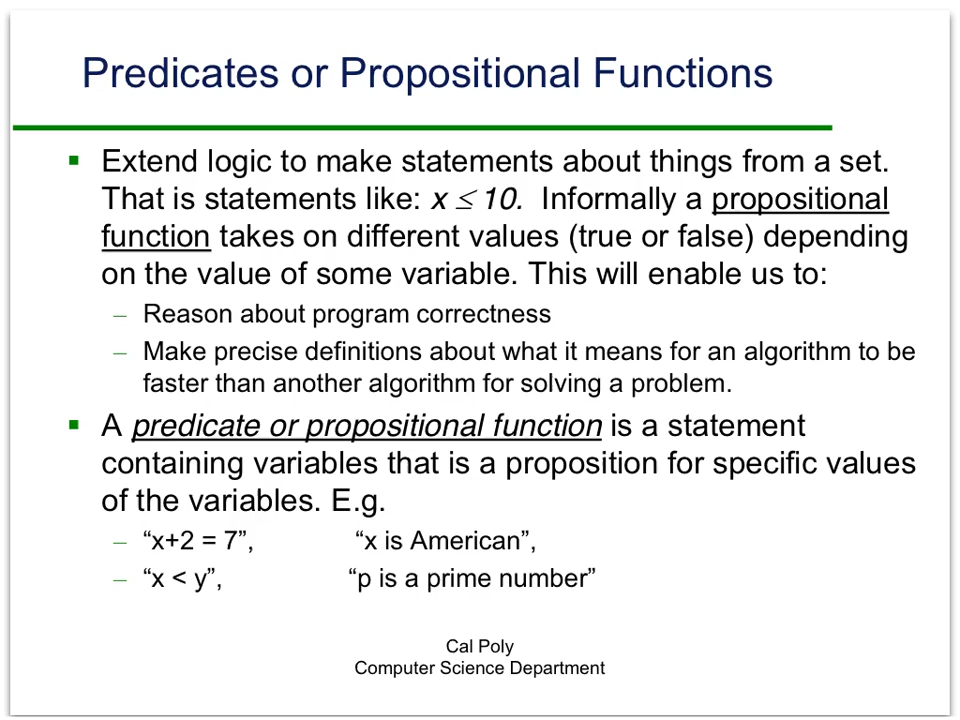 Predicates or Propositional Functions
▪ Extend logic to make statements about things from a set.
That is statements like: x ≤ 10. Informally a propositional
function takes on different values (true or false) depending
on the value of some variable. This will enable us to:
– Reason about program correctness
– Make precise definitions about what it means for an algorithm to be
faster than another algorithm for solving a problem.
▪ A predicate or propositional function is a statement
containing variables that is a proposition for specific values
of the variables. E.g.
– “x+2 = 7”, “x is American”,
– “x < y”, “p is a prime number”
Cal Poly
Computer Science Department